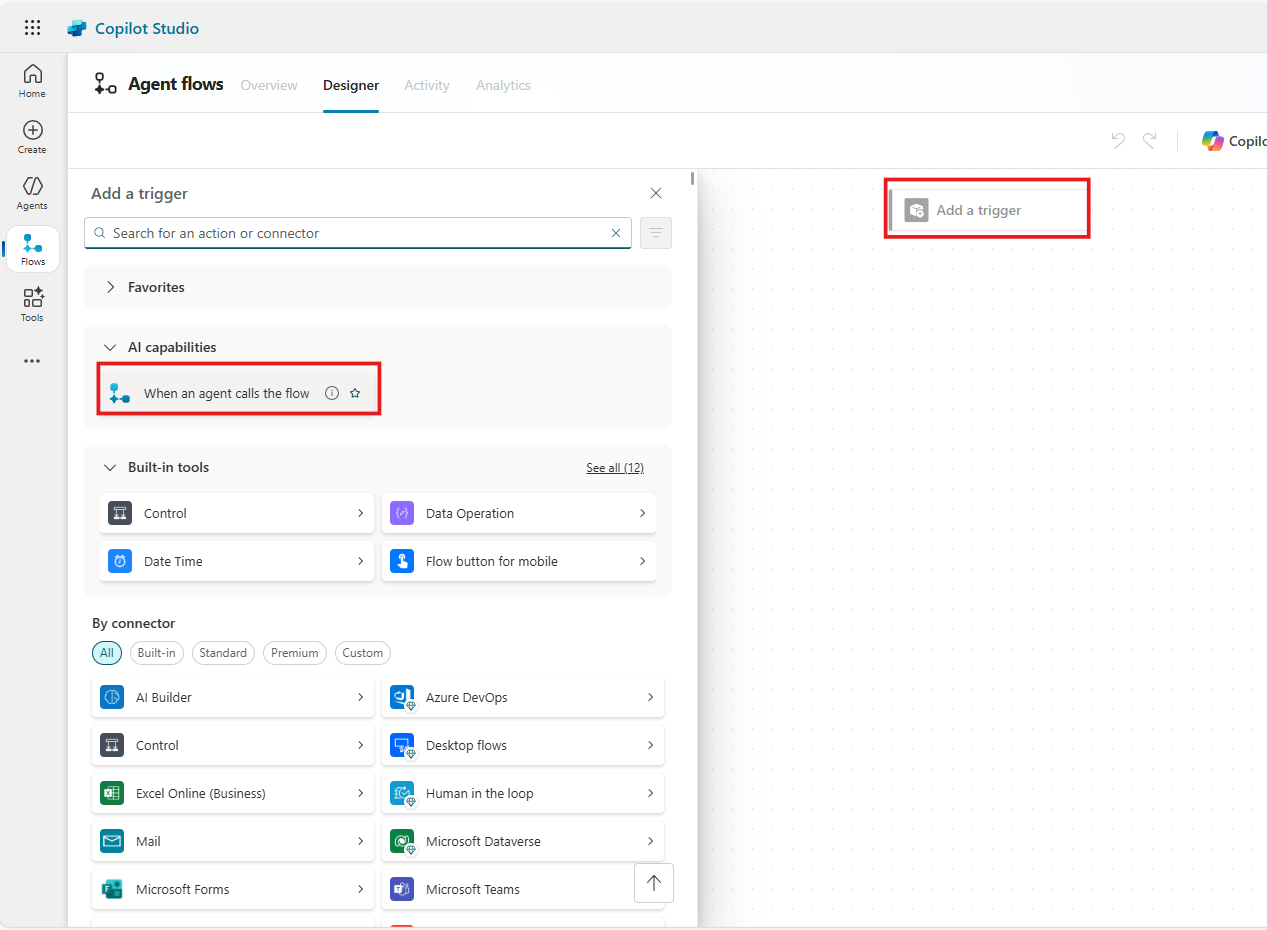 Copilot Studio
Home
Create
Agents
Flows
Tools
Agent flows Overview Designer Activity Analytics
Copilo
Add a trigger
Search for an action or connector
Favorites
AI capabilities
When an agent calls the flow
Built-in tools See all (12)
Control Data Operation
Date Time Flow button for mobile
By connector
All Built-in Standard Premium Custom
AI Builder Azure DevOps
Control Desktop flows
Excel Online (Business) Human in the loop
Mail Microsoft Dataverse
Microsoft Forms Microsoft Teams
Add a trigger